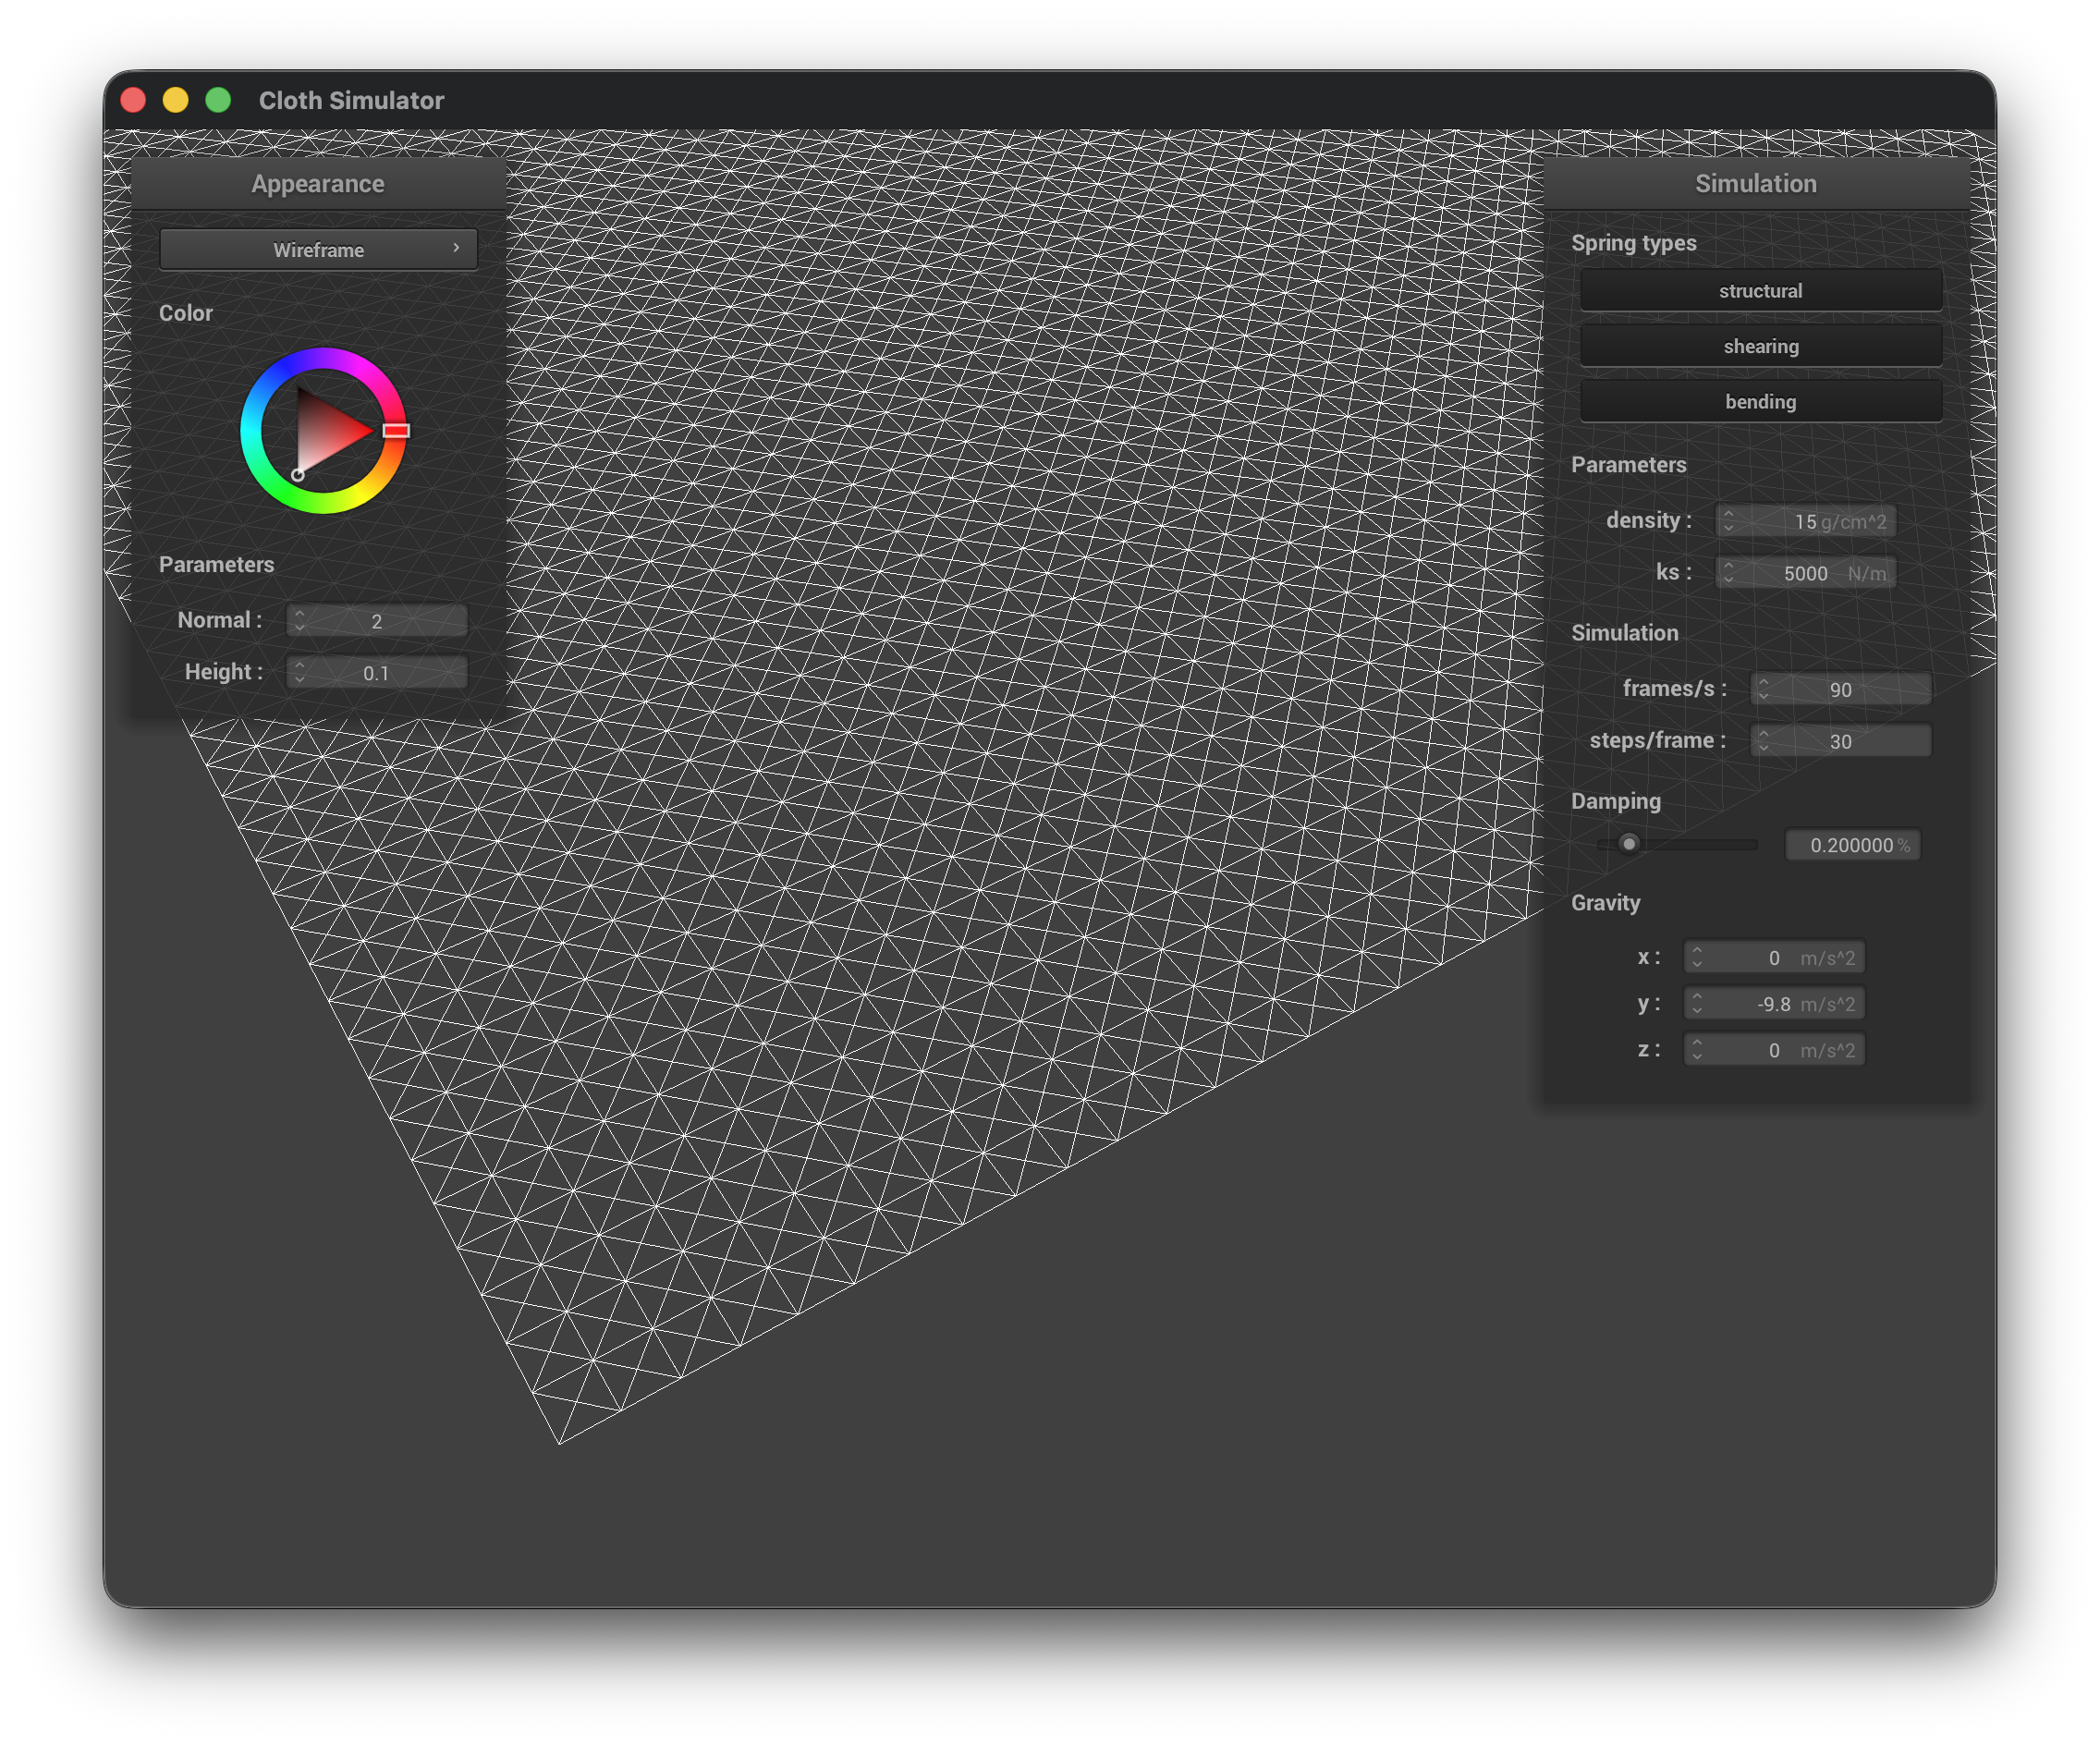 Cloth Simulator
Appearance
Wireframe
Color
Parameters
Normal : 2
Height : 0.1
Simulation
Spring types
structural
shearing
bending
Parameters
density : 15 g/cm^2
ks : 5000 N/m
Simulation
frames/s : 90
steps/frame : 30
Damping
0.200000 %
Gravity
x : 0 m/s^2
y : -9.8 m/s^2
z : 0 m/s^2